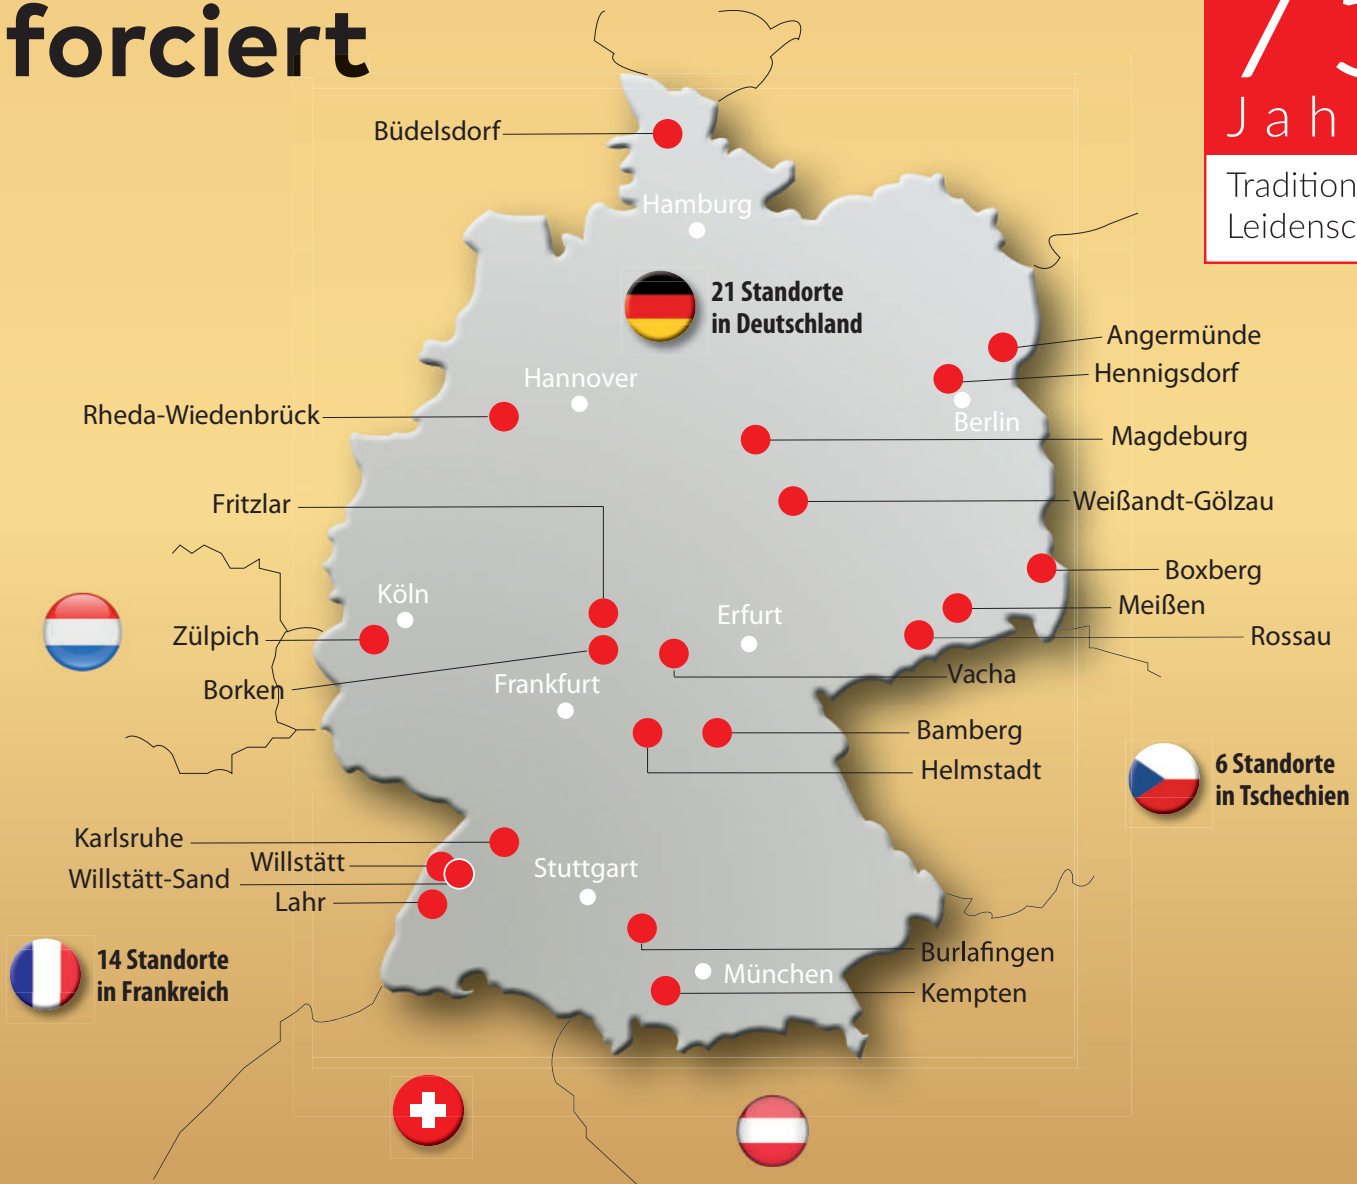 forciert
Jah
Tradition
Leidensc
Büdelsdorf
Hamburg
21 Standorte
in Deutschland
Angermünde
Hennigsdorf
Hannover
Rheda-Wiedenbrück
Berlin
Magdeburg
Fritzlar
Weißandt-Gölzau
Boxberg
Köln
Meißen
Erfurt
Zülpich
Rossau
Vacha
Borken
Frankfurt
Bamberg
Helmstadt
6 Standorte
in Tschechien
Karlsruhe
Willstätt
Stuttgart
Willstätt-Sand
Lahr
14 Standorte
in Frankreich
Burlafingen
München
Kempten